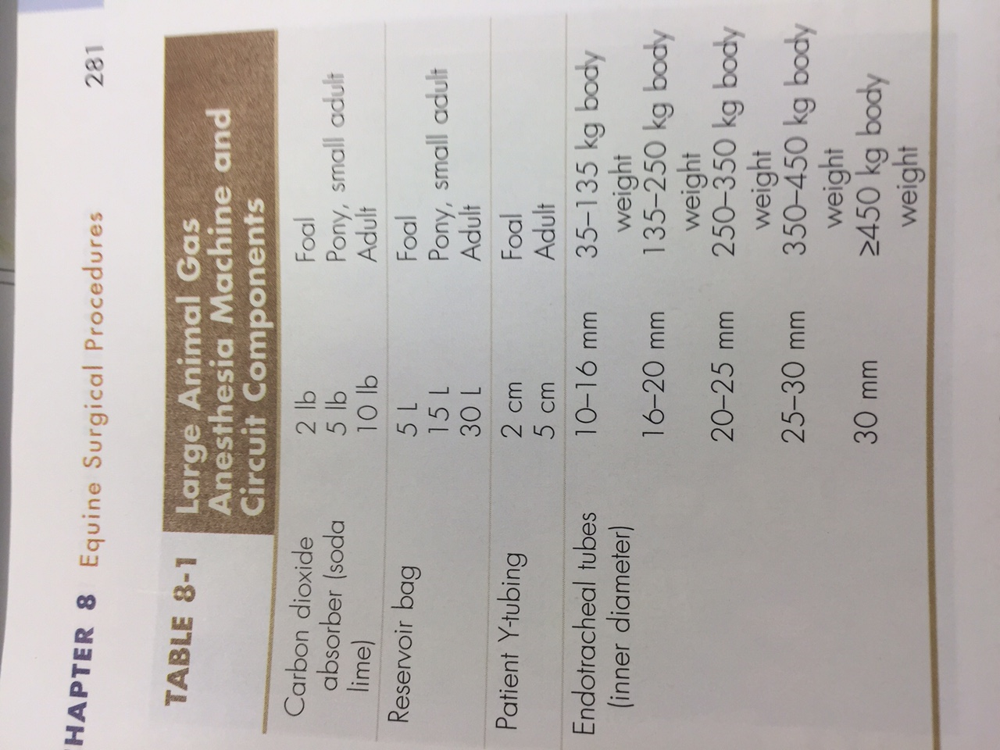 HAPTER 8 Equine Surgical Procedures 281
TABLE 8-1 Large Animal Gas
Anesthesia Machine and
Circuit Components
Carbon dioxide 2 lb Foal
absorber (soda 5 lb Pony, small adult
lime) 10 lb Adult
Reservoir bag 5 L Foal
15 L Pony, small adult
30 L Adult
Patient Y-tubing 2 cm Foal
5 cm Adult
Endotracheal tubes 10–16 mm 35–135 kg body
(inner diameter) weight
16–20 mm 135–250 kg body
weight
20–25 mm 250–350 kg body
weight
25–30 mm 350–450 kg body
weight
30 mm ≥450 kg body
weight